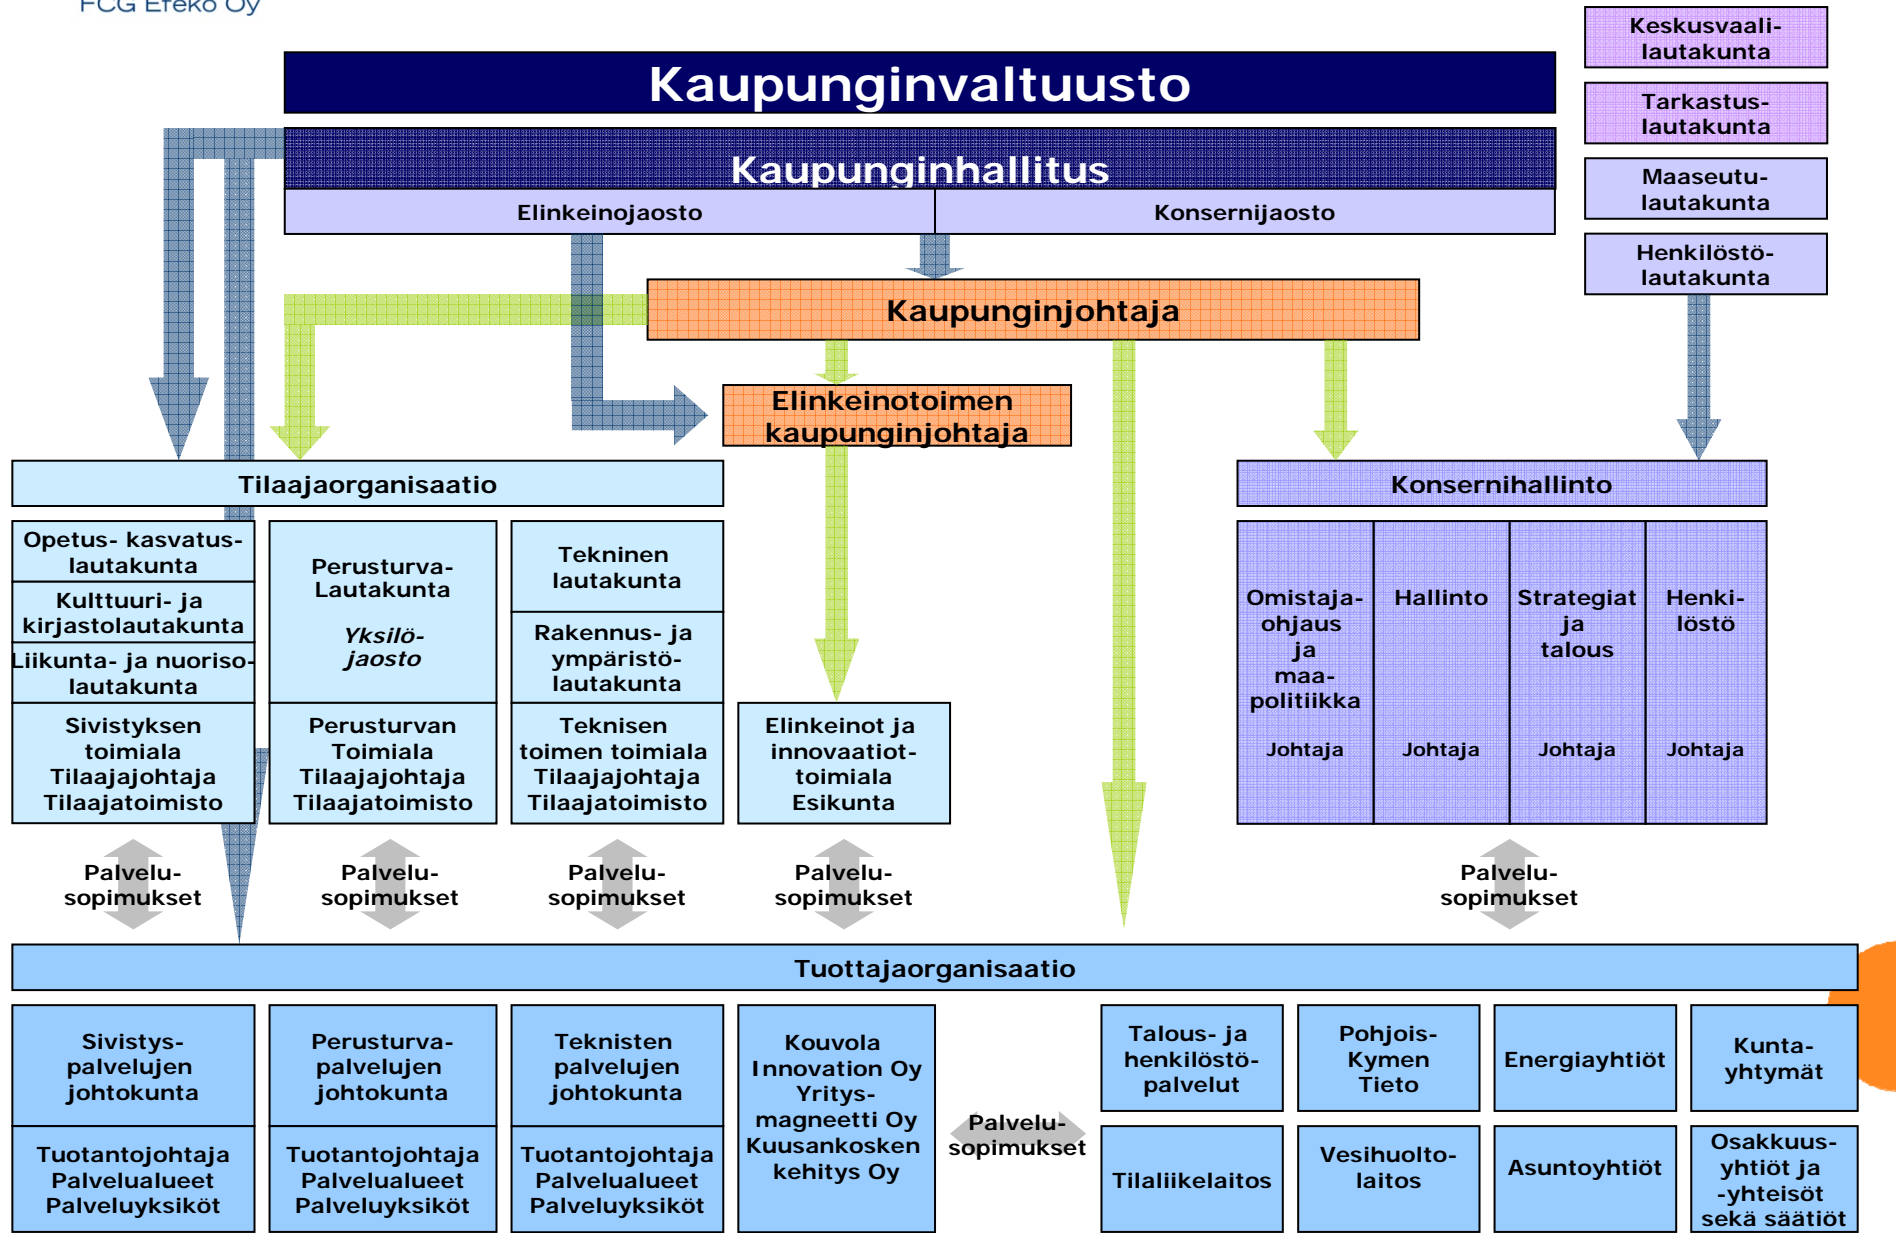 FCG Efeko Oy
Keskusvaali-
lautakunta
Kaupunginvaltuusto
Tarkastus-
lautakunta
Kaupunginhallitus
Maaseutu-
lautakunta
Elinkeinojaosto
Konsernijaosto
Henkilöstö-
lautakunta
Kaupunginjohtaja
Elinkeinotoimen
kaupunginjohtaja
Tilaajaorganisaatio
Konsernihallinto
Opetus- kasvatus-
lautakunta
Kulttuuri- ja
kirjastolautakunta
Liikunta- ja nuoriso-
lautakunta
Sivistyksen
toimiala
Tilaajajohtaja
Tilaajatoimisto
Perusturva-
Lautakunta
Yksilö-
jaosto
Perusturvan
Toimiala
Tilaajajohtaja
Tilaajatoimisto
Tekninen
lautakunta
Rakennus- ja
ympäristö-
lautakunta
Teknisen
toimen toimiala
Tilaajajohtaja
Tilaajatoimisto
Elinkeinot ja
innovaatiot-
toimiala
Esikunta
Omistaja-
ohjaus
ja
maa-
politiikka
Johtaja
Hallinto
Johtaja
Strategiat
ja
talous
Johtaja
Henki-
löstö
Johtaja
Palvelu-
sopimukset
Palvelu-
sopimukset
Palvelu-
sopimukset
Palvelu-
sopimukset
Palvelu-
sopimukset
Tuottajaorganisaatio
Sivistys-
palvelujen
johtokunta
Tuotantojohtaja
Palvelualueet
Palveluyksiköt
Perusturva-
palvelujen
johtokunta
Tuotantojohtaja
Palvelualueet
Palveluyksiköt
Teknisten
palvelujen
johtokunta
Tuotantojohtaja
Palvelualueet
Palveluyksiköt
Kouvola
Innovation Oy
Yritys-
magneetti Oy
Kuusankosken
kehitys Oy
Palvelu-
sopimukset
Talous- ja
henkilöstö-
palvelut
Pohjois-
Kymen
Tieto
Energiayhtiöt
Kunta-
yhtymät
Tilaliikelaitos
Vesihuolto-
laitos
Asuntoyhtiöt
Osakkuus-
yhtiöt ja
-yhteisöt
sekä säätiöt